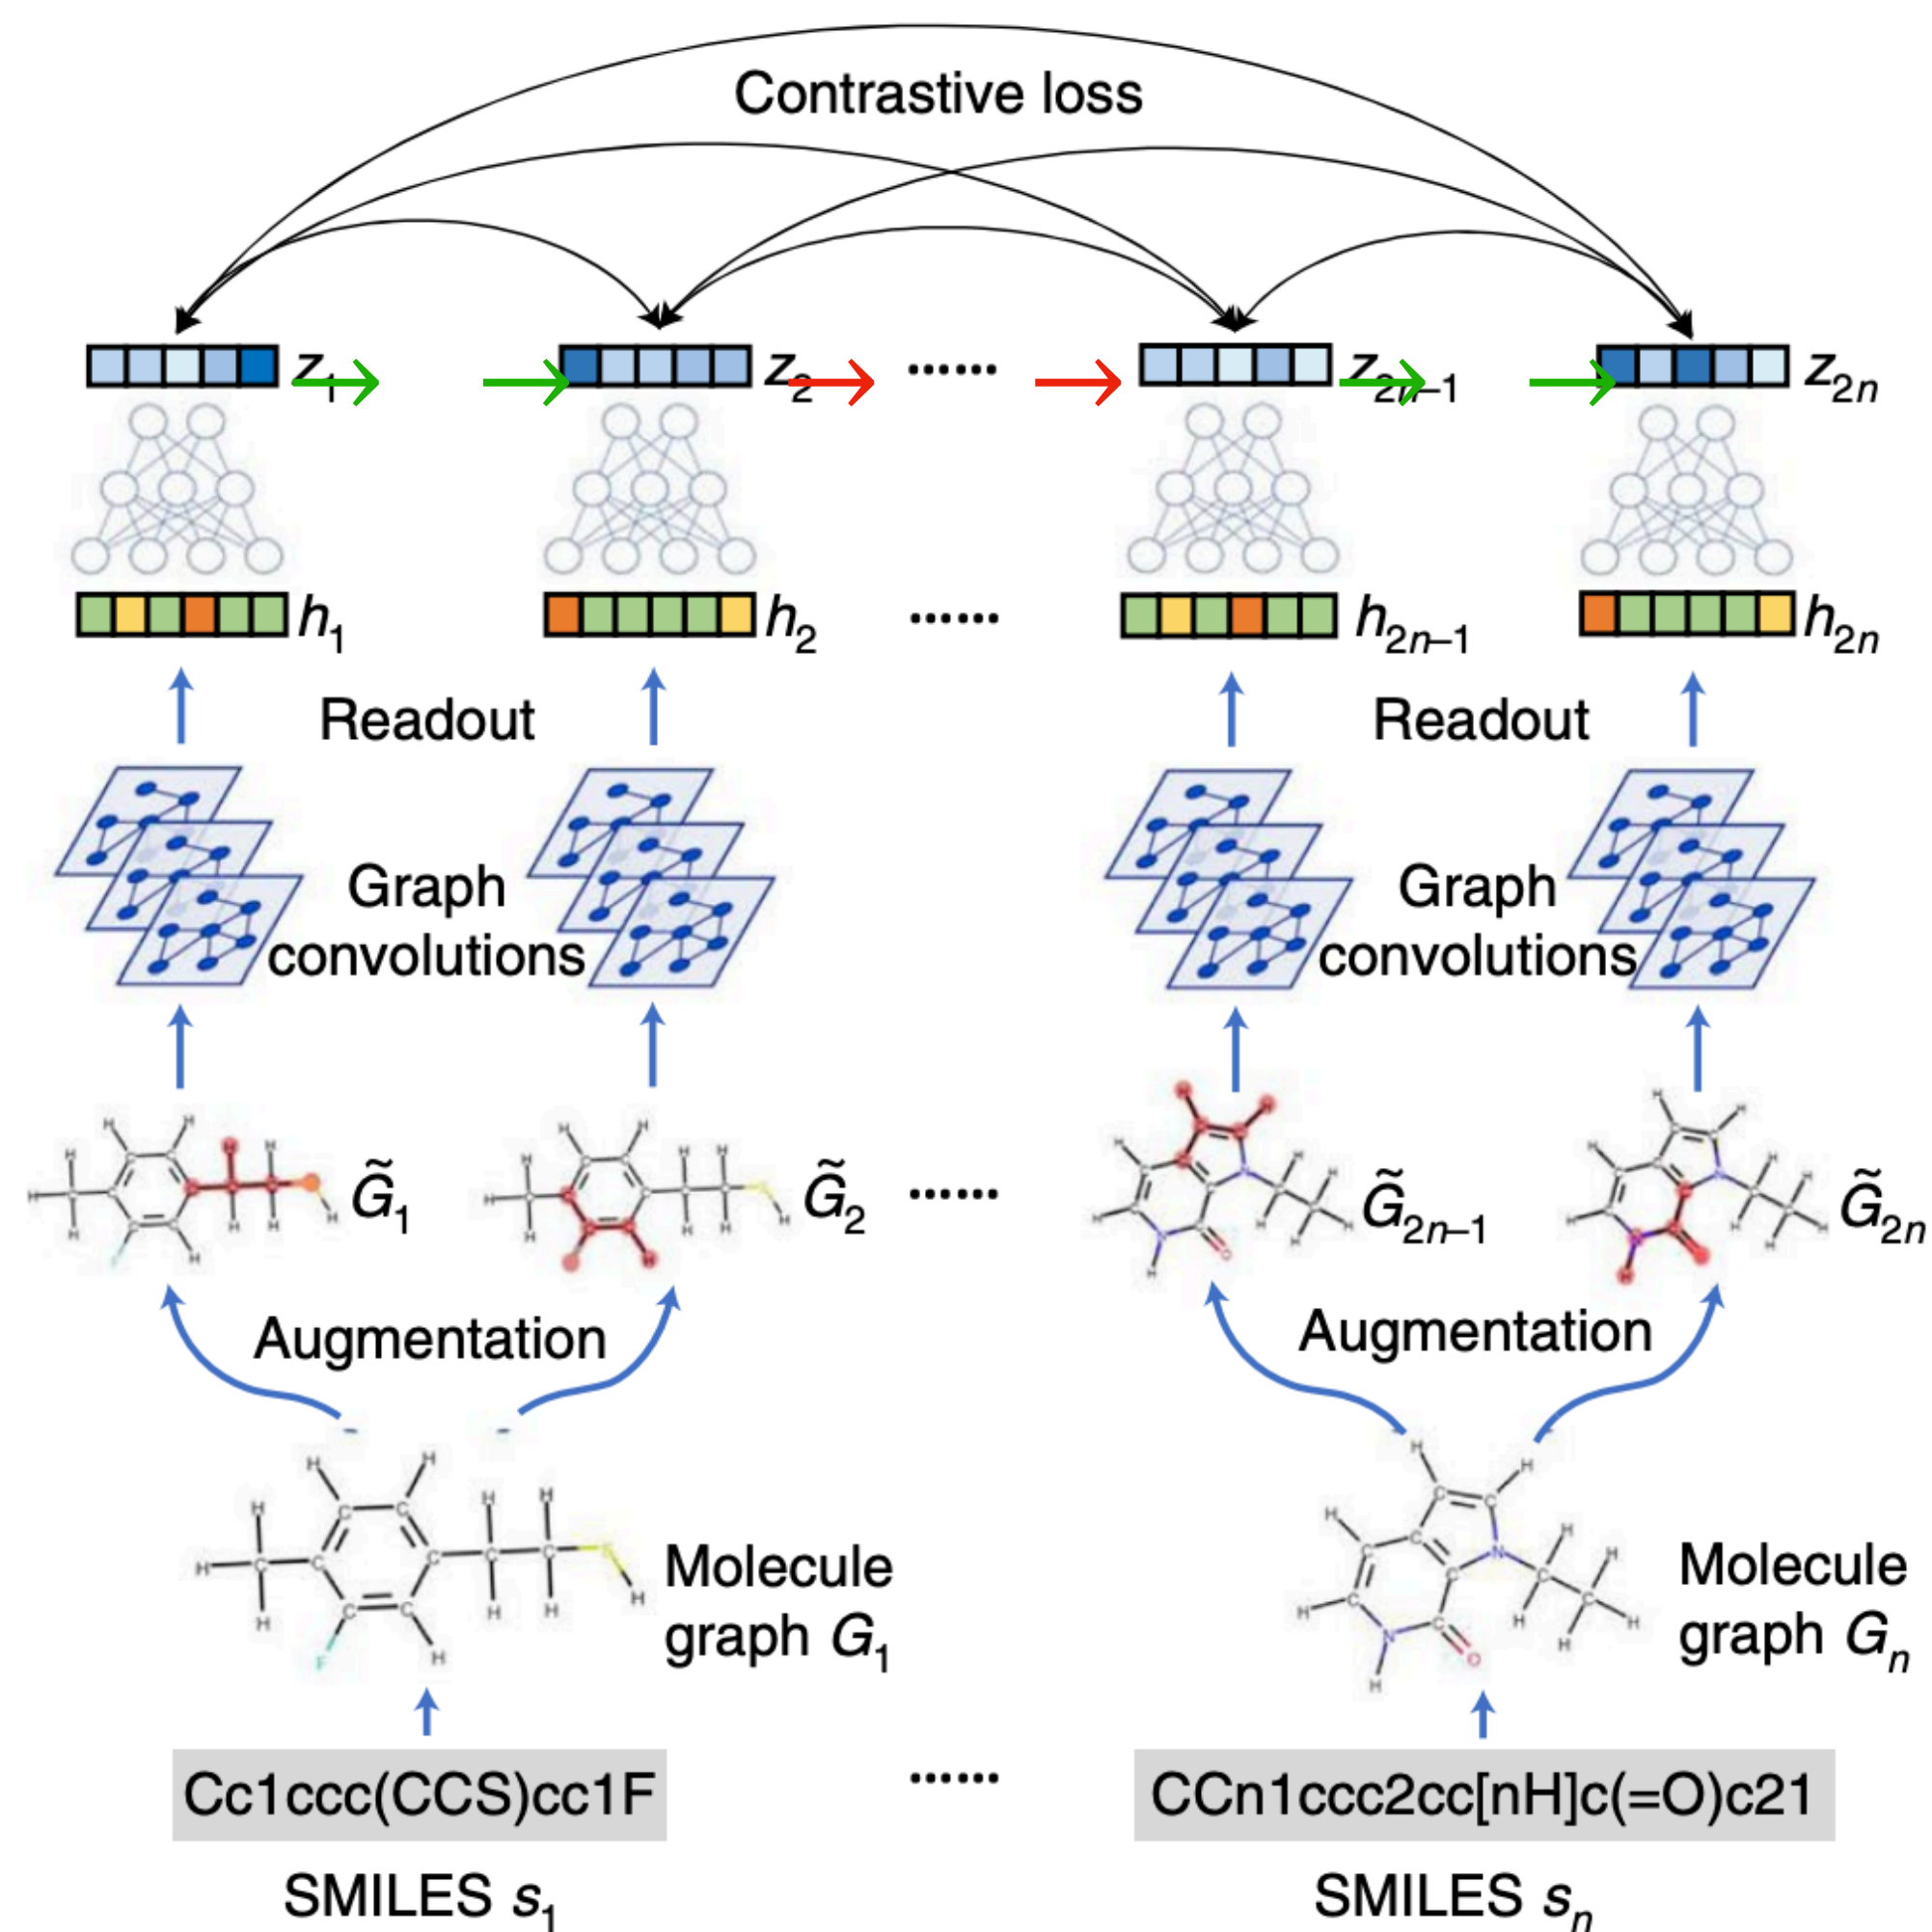 Contrastive loss
z1 z2 ...... z2n–1 z2n
h1 h2 ...... h2n–1 h2n
Readout Readout
Graph convolutions Graph convolutions
G̃1 G̃2 ...... G̃2n–1 G̃2n
Augmentation Augmentation
Molecule graph G1 Molecule graph Gn
Cc1ccc(CCS)cc1F ...... CCn1ccc2cc[nH]c(=O)c21
SMILES s1 SMILES sn